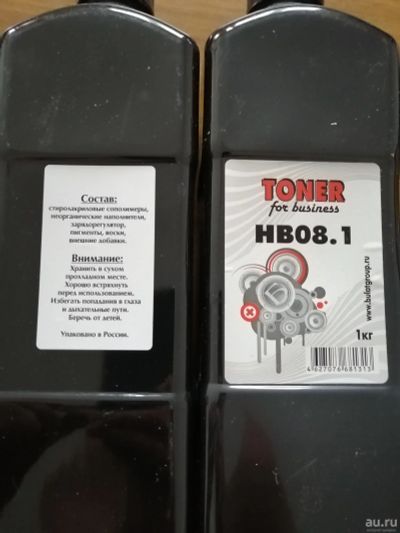 Состав:
стиролакриловые сополимеры,
неорганические наполнители,
зарядорегулятор,
пигменты, воски,
внешние добавки.
Внимание:
Хранить в сухом
прохладном месте.
Хорошо встряхнуть
перед использованием.
Избегать попадания в глаза
и дыхательные пути.
Беречь от детей.
Упаковано в России.
TONER
for business
HB08.1
www.bulatgroup.ru
1кг
4627076681313
au.ru